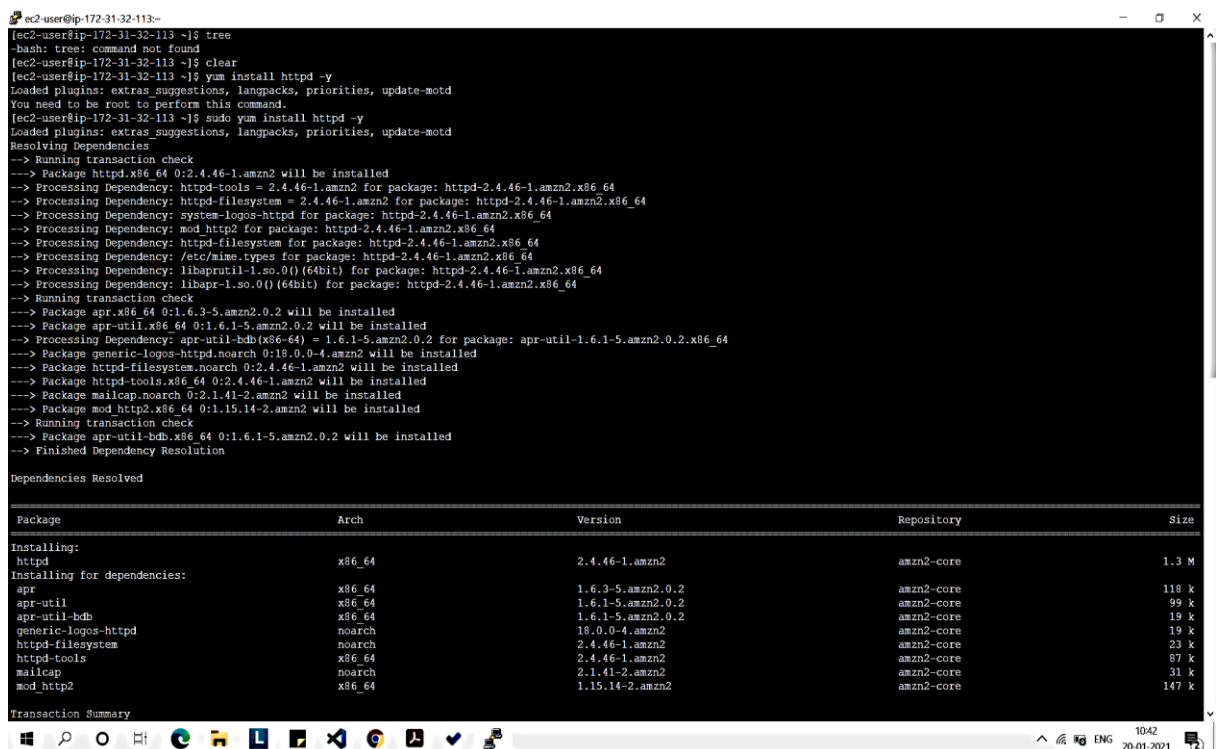 ec2-user@ip-172-31-32-113:~
[ec2-user@ip-172-31-32-113 ~]$ tree
-bash: tree: command not found
[ec2-user@ip-172-31-32-113 ~]$ clear
[ec2-user@ip-172-31-32-113 ~]$ yum install httpd -y
Loaded plugins: extras_suggestions, langpacks, priorities, update-motd
You need to be root to perform this command.
[ec2-user@ip-172-31-32-113 ~]$ sudo yum install httpd -y
Loaded plugins: extras_suggestions, langpacks, priorities, update-motd
Resolving Dependencies
--> Running transaction check
---> Package httpd.x86_64 0:2.4.46-1.amzn2 will be installed
--> Processing Dependency: httpd-tools = 2.4.46-1.amzn2 for package: httpd-2.4.46-1.amzn2.x86_64
--> Processing Dependency: httpd-filesystem = 2.4.46-1.amzn2 for package: httpd-2.4.46-1.amzn2.x86_64
--> Processing Dependency: system-logos-httpd for package: httpd-2.4.46-1.amzn2.x86_64
--> Processing Dependency: mod_http2 for package: httpd-2.4.46-1.amzn2.x86_64
--> Processing Dependency: httpd-filesystem for package: httpd-2.4.46-1.amzn2.x86_64
--> Processing Dependency: /etc/mime.types for package: httpd-2.4.46-1.amzn2.x86_64
--> Processing Dependency: libaprutil-1.so.0()(64bit) for package: httpd-2.4.46-1.amzn2.x86_64
--> Processing Dependency: libapr-1.so.0()(64bit) for package: httpd-2.4.46-1.amzn2.x86_64
--> Running transaction check
---> Package apr.x86_64 0:1.6.3-5.amzn2.0.2 will be installed
---> Package apr-util.x86_64 0:1.6.1-5.amzn2.0.2 will be installed
--> Processing Dependency: apr-util-bdb(x86-64) = 1.6.1-5.amzn2.0.2 for package: apr-util-1.6.1-5.amzn2.0.2.x86_64
---> Package generic-logos-httpd.noarch 0:18.0.0-4.amzn2 will be installed
---> Package httpd-filesystem.noarch 0:2.4.46-1.amzn2 will be installed
---> Package httpd-tools.x86_64 0:2.4.46-1.amzn2 will be installed
---> Package mailcap.noarch 0:2.1.41-2.amzn2 will be installed
---> Package mod_http2.x86_64 0:1.15.14-2.amzn2 will be installed
--> Running transaction check
---> Package apr-util-bdb.x86_64 0:1.6.1-5.amzn2.0.2 will be installed
--> Finished Dependency Resolution
Dependencies Resolved
Package Arch Version Repository Size
Installing:
httpd x86_64 2.4.46-1.amzn2 amzn2-core 1.3 M
Installing for dependencies:
apr x86_64 1.6.3-5.amzn2.0.2 amzn2-core 118 k
apr-util x86_64 1.6.1-5.amzn2.0.2 amzn2-core 99 k
apr-util-bdb x86_64 1.6.1-5.amzn2.0.2 amzn2-core 19 k
generic-logos-httpd noarch 18.0.0-4.amzn2 amzn2-core 19 k
httpd-filesystem noarch 2.4.46-1.amzn2 amzn2-core 23 k
httpd-tools x86_64 2.4.46-1.amzn2 amzn2-core 87 k
mailcap noarch 2.1.41-2.amzn2 amzn2-core 31 k
mod_http2 x86_64 1.15.14-2.amzn2 amzn2-core 147 k
Transaction Summary
L
ENG
10:42
20-01-2021
2